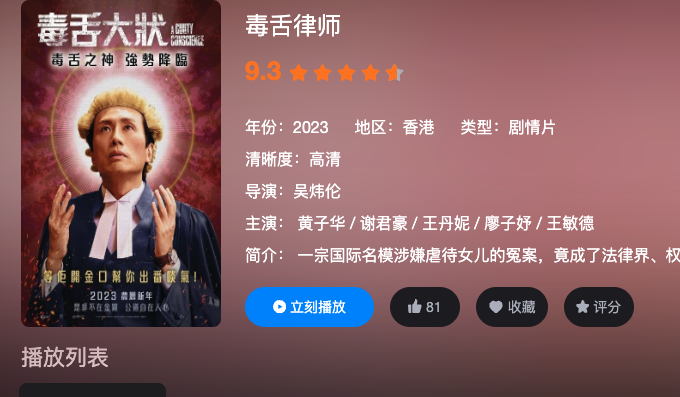 毒舌大狀
A GUILTY
CONSCIENCE
毒舌之神 強勢降臨
等佢開金口幫你出番啖氣!
2023 農曆新年
毒舌律师
9.3
年份：2023 地区：香港 类型：剧情片
清晰度：高清
导演：吴炜伦
主演： 黄子华 / 谢君豪 / 王丹妮 / 廖子妤 / 王敏德
简介： 一宗国际名模涉嫌虐待女儿的冤案，竟成了法律界、权
立刻播放
81
收藏
评分
播放列表